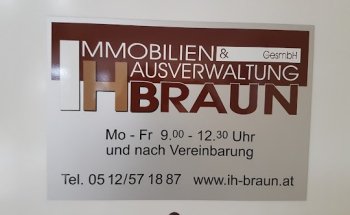 IMMOBILIEN & GesmbH
HAUSVERWALTUNG
BRAUN
Mo - Fr 9.00 - 12.30 Uhr
und nach Vereinbarung
Tel. 05 12/57 18 87 www.ih-braun.at